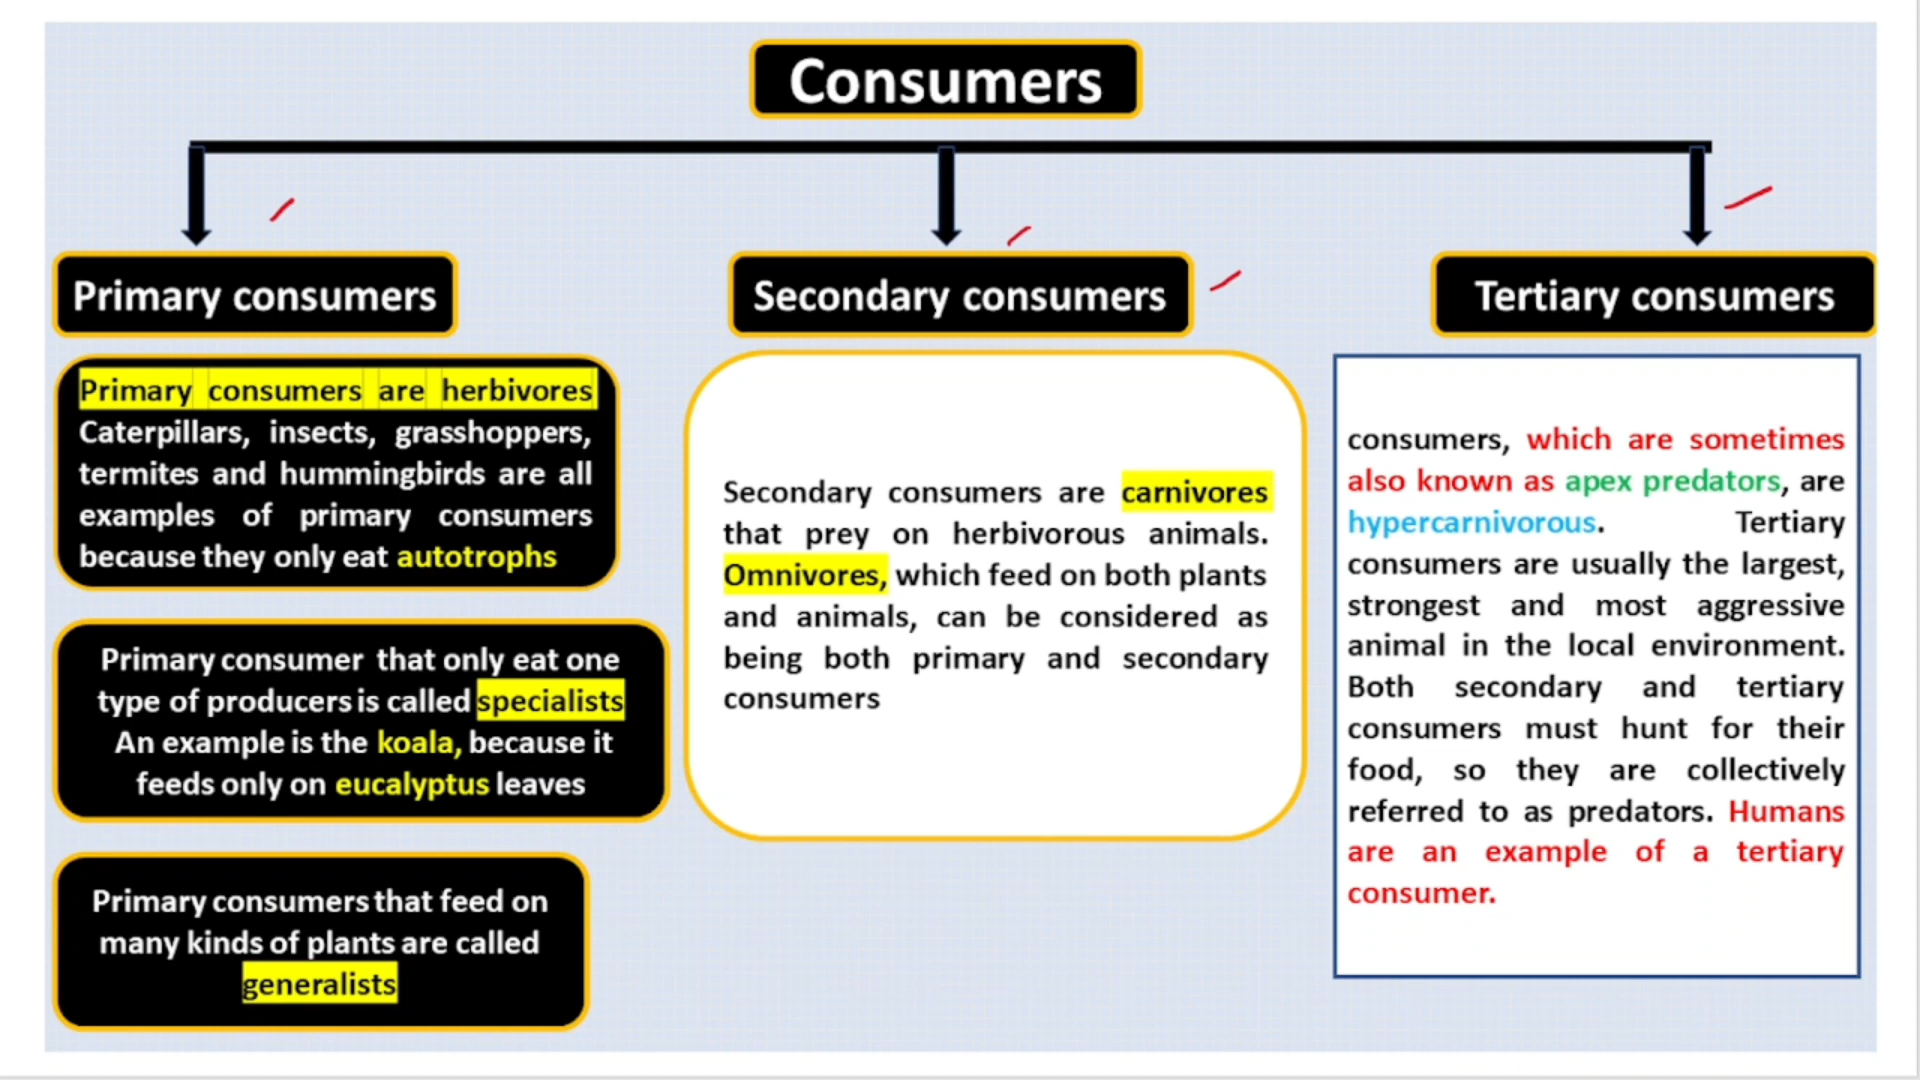 Consumers
Primary consumers
Secondary consumers
Tertiary consumers
Primary consumers are herbivores
Caterpillars, insects, grasshoppers,
termites and hummingbirds are all
examples of primary consumers
because they only eat autotrophs
Primary consumer that only eat one
type of producers is called specialists
An example is the koala, because it
feeds only on eucalyptus leaves
Primary consumers that feed on
many kinds of plants are called
generalists
Secondary consumers are carnivores
that prey on herbivorous animals.
Omnivores, which feed on both plants
and animals, can be considered as
being both primary and secondary
consumers
consumers, which are sometimes
also known as apex predators, are
hypercarnivorous. Tertiary
consumers are usually the largest,
strongest and most aggressive
animal in the local environment.
Both secondary and tertiary
consumers must hunt for their
food, so they are collectively
referred to as predators. Humans
are an example of a tertiary
consumer.